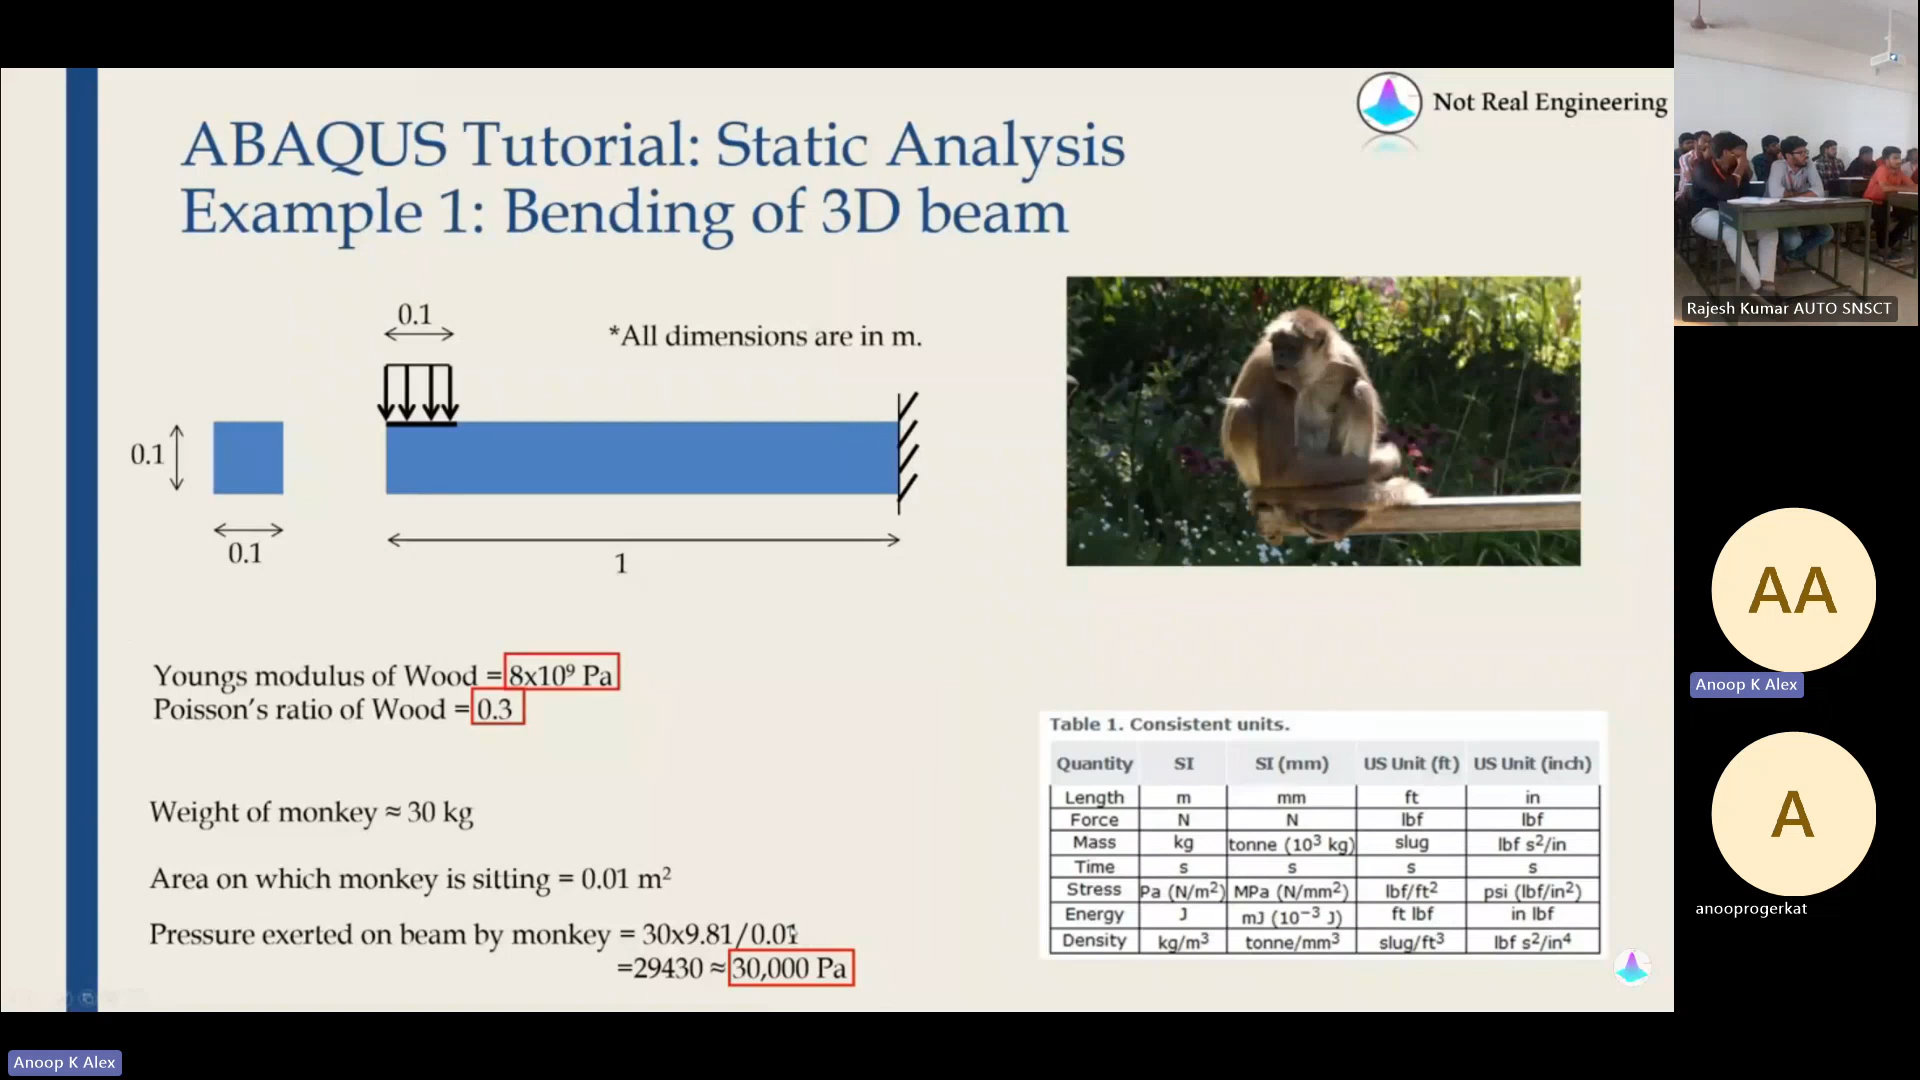 Not Real Engineering
ABAQUS Tutorial: Static Analysis
Example 1: Bending of 3D beam
0.1
*All dimensions are in m.
0.1
0.1
1
Youngs modulus of Wood = 8x10⁹ Pa
Poisson’s ratio of Wood = 0.3
Weight of monkey ≈ 30 kg
Area on which monkey is sitting = 0.01 m²
Pressure exerted on beam by monkey = 30x9.81/0.01
=29430 ≈ 30,000 Pa
Table 1. Consistent units.
Quantity SI SI (mm) US Unit (ft) US Unit (inch)
Length m mm ft in
Force N N lbf lbf
Mass kg tonne (10³ kg) slug lbf s²/in
Time s s s s
Stress Pa (N/m²) MPa (N/mm²) lbf/ft² psi (lbf/in²)
Energy J mJ (10⁻³ J) ft lbf in lbf
Density kg/m³ tonne/mm³ slug/ft³ lbf s²/in⁴
Rajesh Kumar AUTO SNSCT
AA
Anoop K Alex
A
anooprogerkat
Anoop K Alex